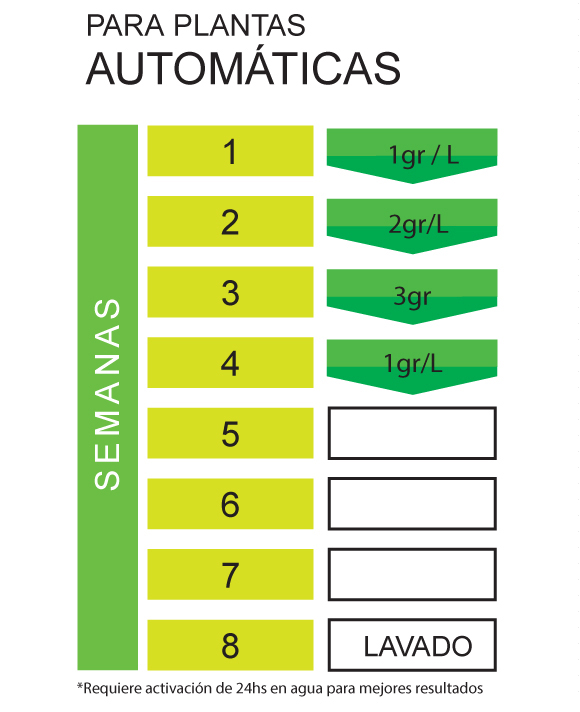 PARA PLANTAS
AUTOMÁTICAS
SEMANAS
1 1gr / L
2 2gr/L
3 3gr
4 1gr/L
5
6
7
8 LAVADO
*Requiere activación de 24hs en agua para mejores resultados